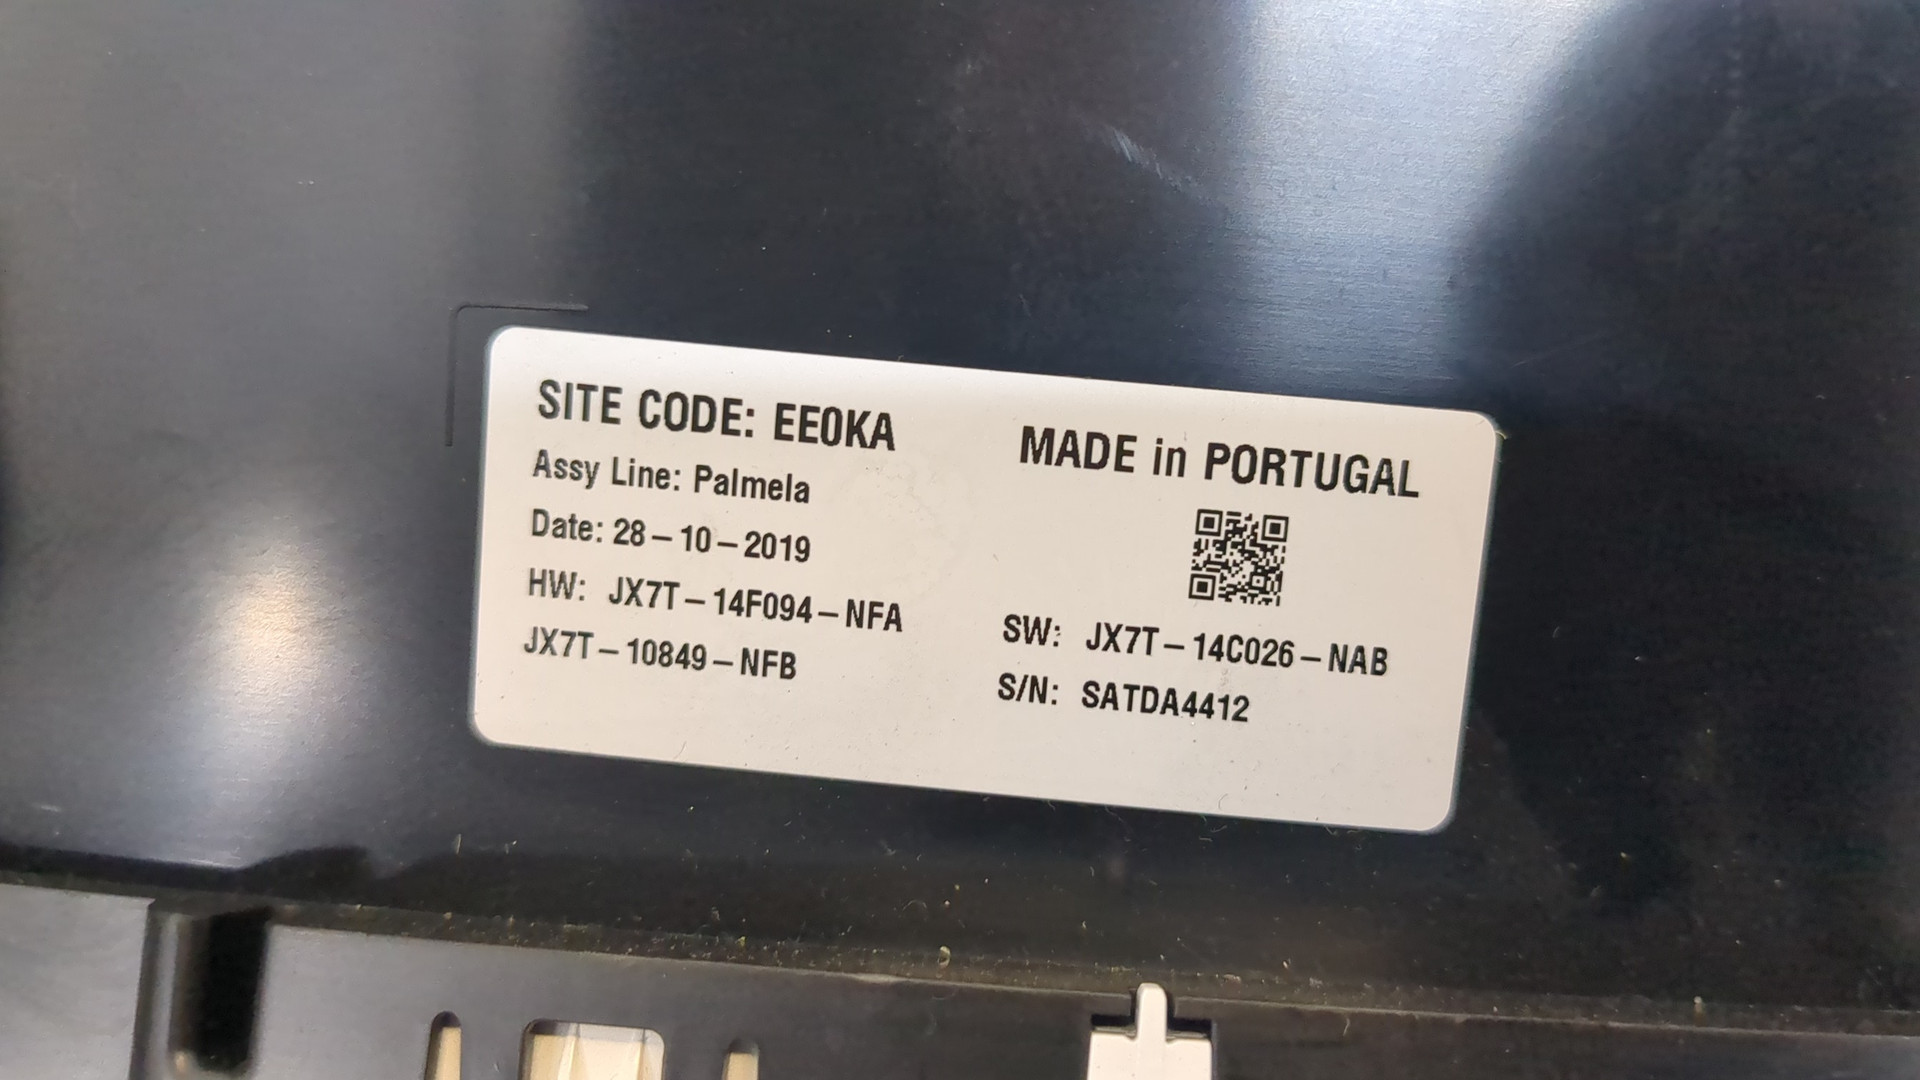 SITE CODE: EE0KA
Assy Line: Palmela
Date: 28-10-2019
HW: JX7T-14F094-NFA
JX7T-10849-NFB
MADE in PORTUGAL
SW: JX7T-14C026-NAB
S/N: SATDA4412